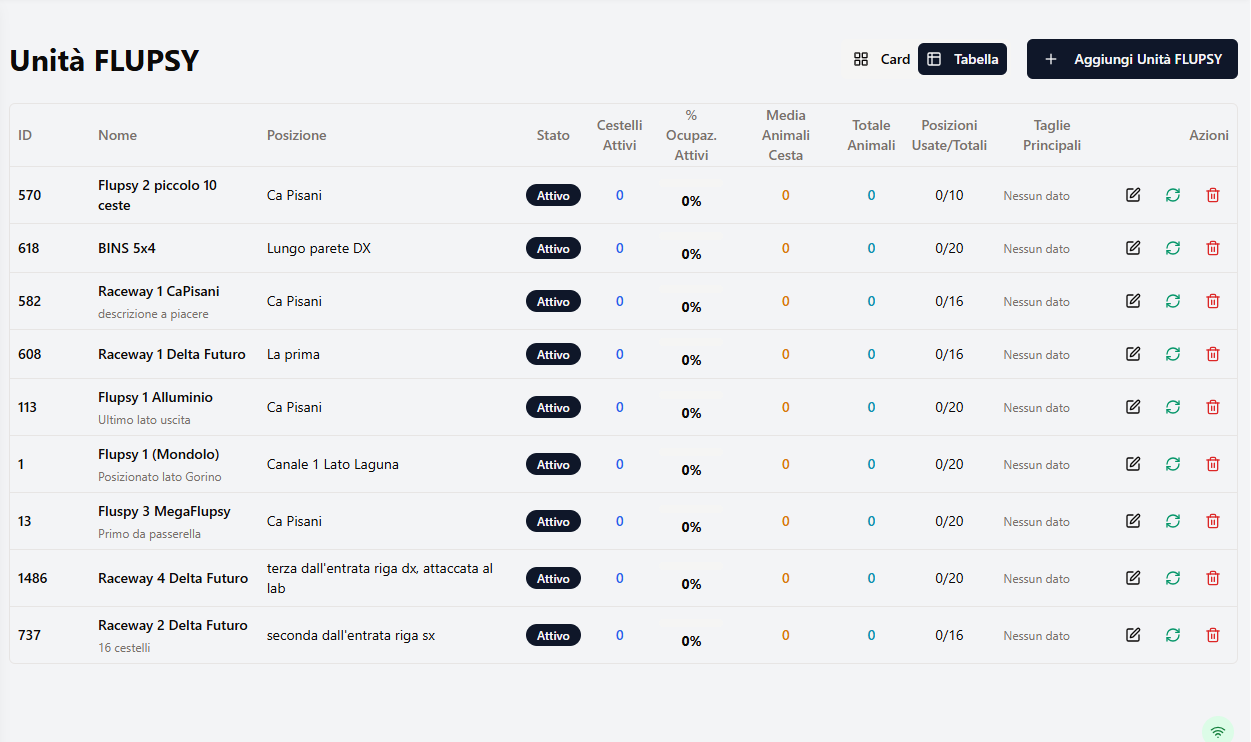 Unità FLUPSY
Card
Tabella
Aggiungi Unità FLUPSY
ID
Nome
Posizione
Stato
Cestelli
Attivi
%
Ocupaz.
Attivi
Media
Animali
Cesta
Totale
Animali
Posizioni
Usate/Totali
Taglie
Principali
Azioni
570
Flupsy 2 piccolo 10
ceste
Ca Pisani
Attivo
0
0%
0
0
0/10
Nessun dato
618
BINS 5x4
Lungo parete DX
Attivo
0
0%
0
0
0/20
Nessun dato
582
Raceway 1 CaPisani
descrizione a piacere
Ca Pisani
Attivo
0
0%
0
0
0/16
Nessun dato
608
Raceway 1 Delta Futuro
La prima
Attivo
0
0%
0
0
0/16
Nessun dato
113
Flupsy 1 Alluminio
Ultimo lato uscita
Ca Pisani
Attivo
0
0%
0
0
0/20
Nessun dato
1
Flupsy 1 (Mondolo)
Posizionato lato Gorino
Canale 1 Lato Laguna
Attivo
0
0%
0
0
0/20
Nessun dato
13
Fluspy 3 MegaFlupsy
Primo da passerella
Ca Pisani
Attivo
0
0%
0
0
0/20
Nessun dato
1486
Raceway 4 Delta Futuro
terza dall'entrata riga dx, attaccata al
lab
Attivo
0
0%
0
0
0/20
Nessun dato
737
Raceway 2 Delta Futuro
16 cestelli
seconda dall'entrata riga sx
Attivo
0
0%
0
0
0/16
Nessun dato